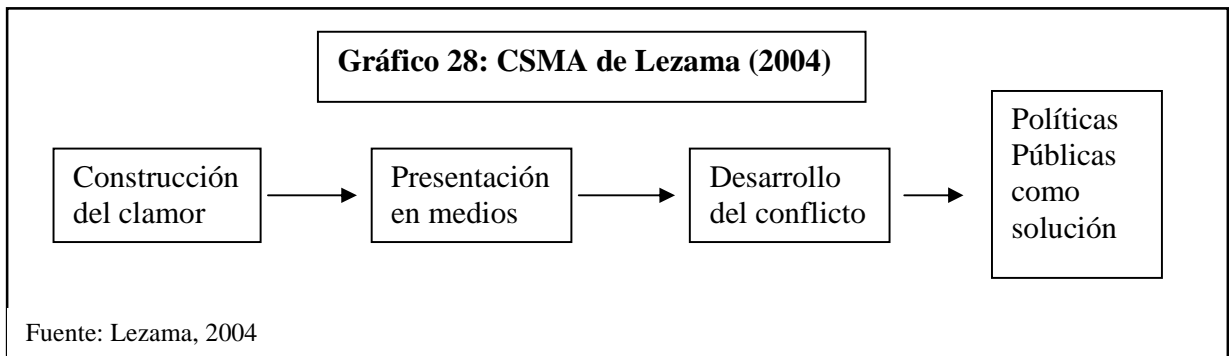 Gráfico 28: CSMA de Lezama (2004)
Construcción
del clamor
Presentación
en medios
Desarrollo
del conflicto
Políticas
Públicas
como
solución
Fuente: Lezama, 2004